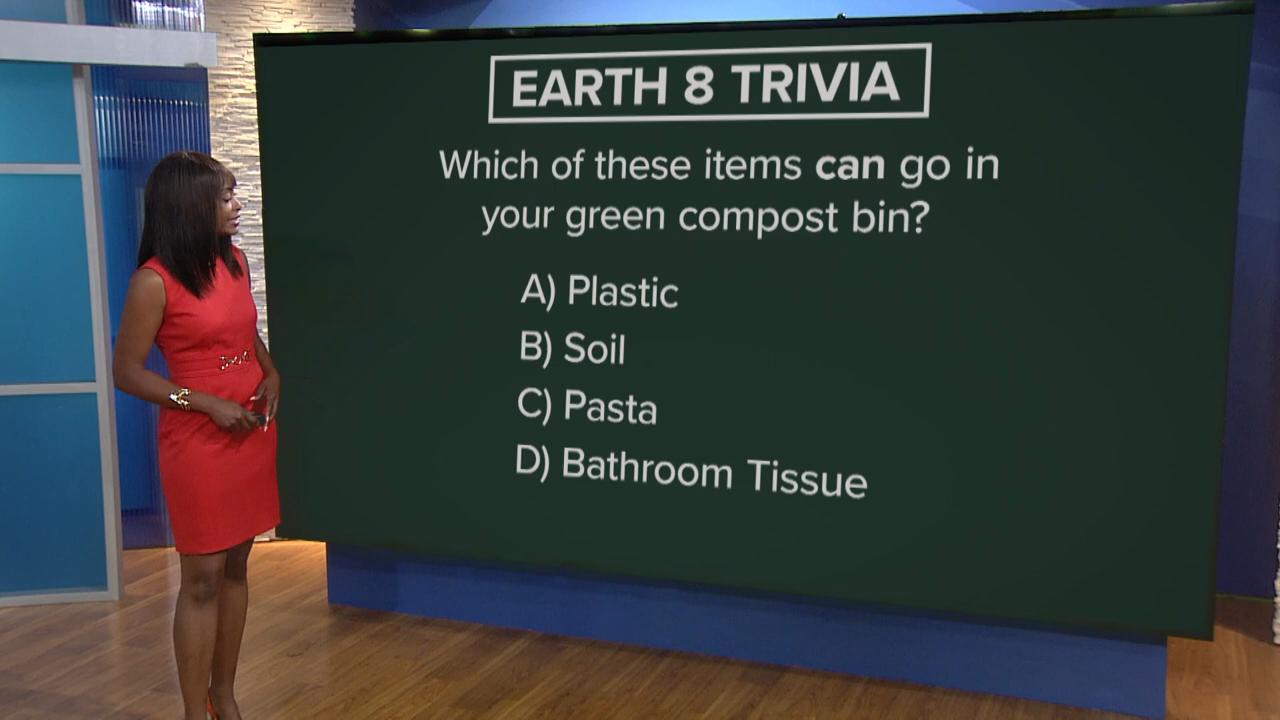 EARTH 8 TRIVIA
Which of these items can go in
your green compost bin?
A) Plastic
B) Soil
C) Pasta
D) Bathroom Tissue